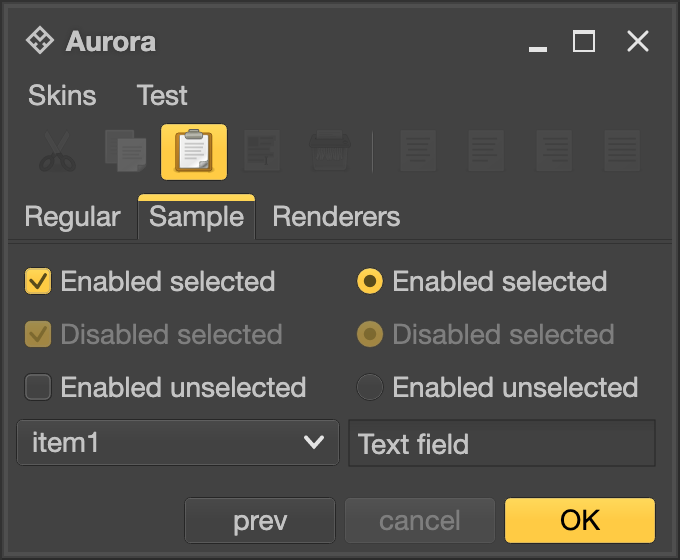 Aurora
Skins Test
Regular Sample Renderers
Enabled selected Enabled selected
Disabled selected Disabled selected
Enabled unselected Enabled unselected
item1 Text field
prev cancel OK